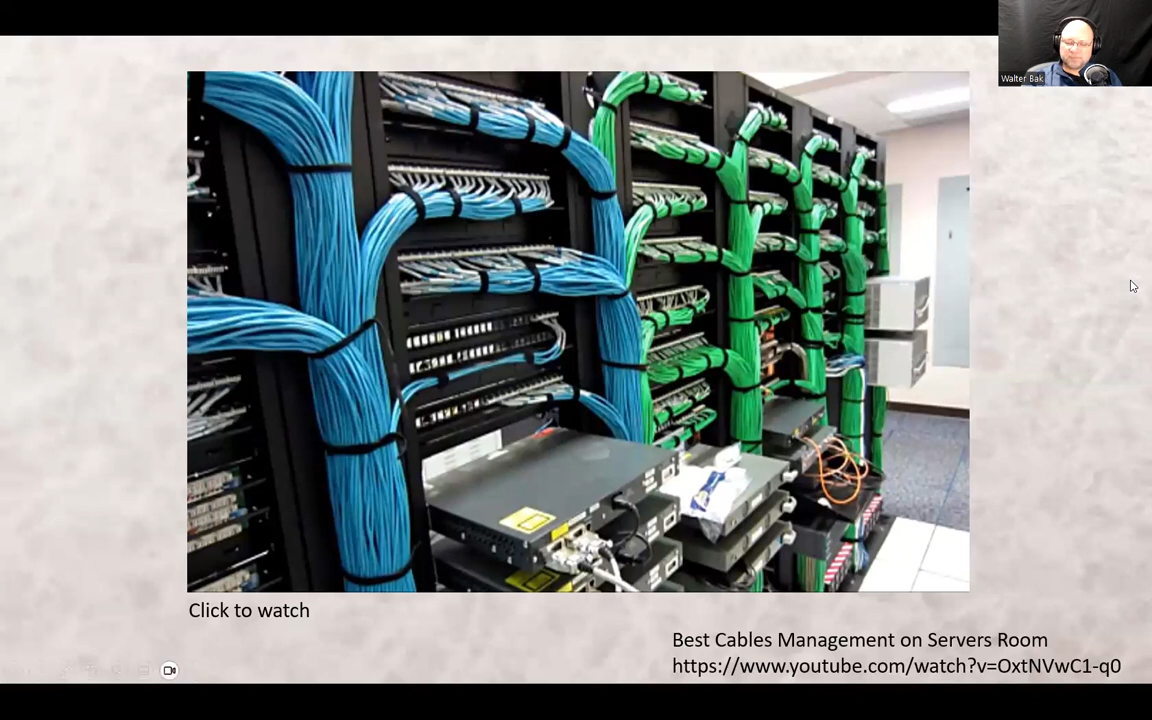 Walter Bak
Click to watch
Best Cables Management on Servers Room
https://www.youtube.com/watch?v=OxtNVwC1-q0